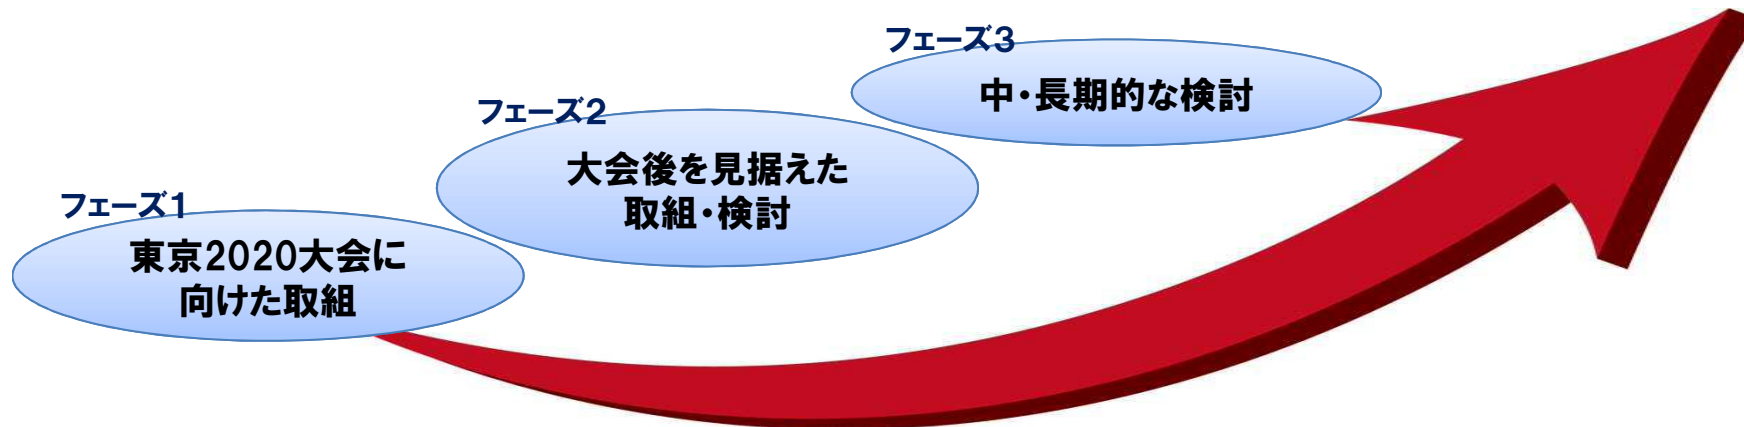 フェーズ1
東京2020大会に
向けた取組
フェーズ2
大会後を見据えた
取組・検討
フェーズ3
中・長期的な検討